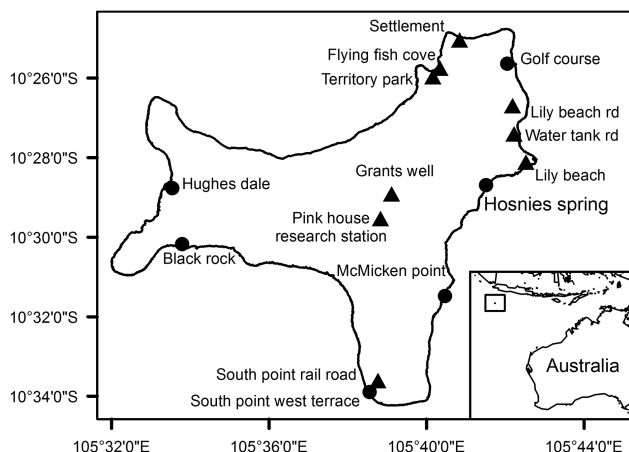 Settlement
Flying fish cove
Golf course
10°26'0"S
Territory park
Lily beach rd
Water tank rd
10°28'0"S
Grants well
Lily beach
Hughes dale
Hosnies spring
Pink house
research station
10°30'0"S
Black rock
McMicken point
10°32'0"S
Australia
South point rail road
10°34'0"S
South point west terrace
105°32'0"E
105°36'0"E
105°40'0"E
105°44'0"E